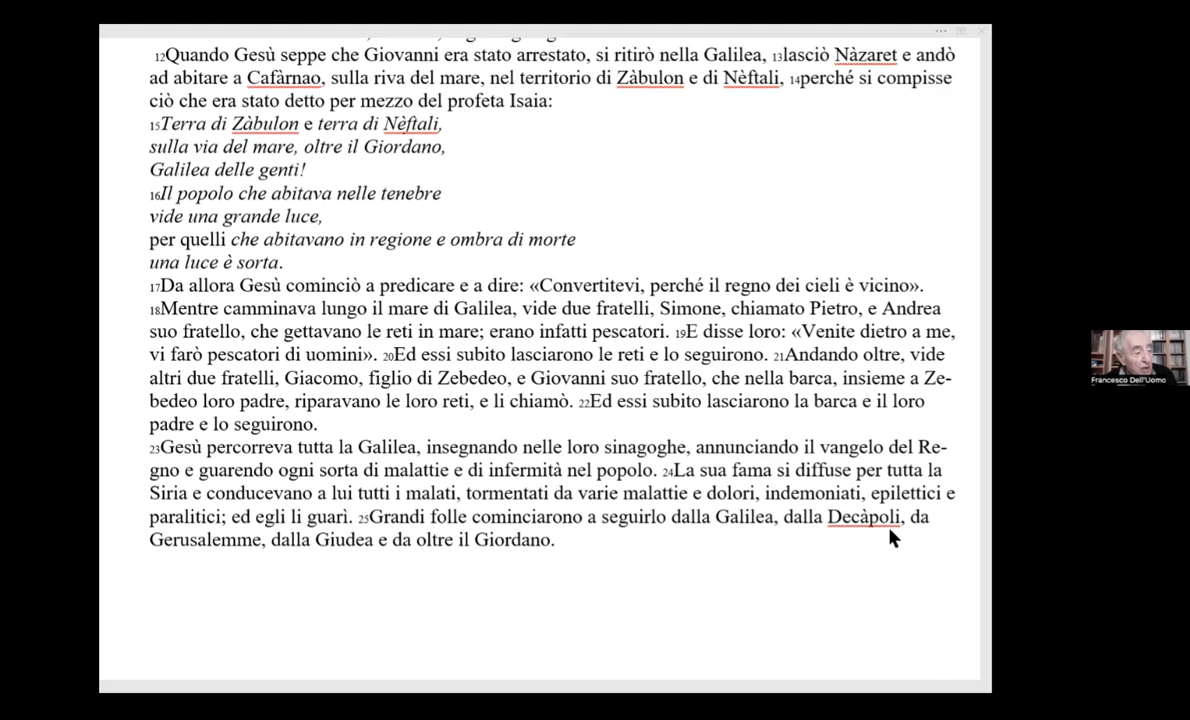 12Quando Gesù seppe che Giovanni era stato arrestato, si ritirò nella Galilea, 13lasciò Nàzaret e andò
ad abitare a Cafàrnao, sulla riva del mare, nel territorio di Zàbulon e di Nèftali, 14perché si compisse
ciò che era stato detto per mezzo del profeta Isaia:
15Terra di Zàbulon e terra di Nèftali,
sulla via del mare, oltre il Giordano,
Galilea delle genti!
16Il popolo che abitava nelle tenebre
vide una grande luce,
per quelli che abitavano in regione e ombra di morte
una luce è sorta.
17Da allora Gesù cominciò a predicare e a dire: «Convertitevi, perché il regno dei cieli è vicino».
18Mentre camminava lungo il mare di Galilea, vide due fratelli, Simone, chiamato Pietro, e Andrea
suo fratello, che gettavano le reti in mare; erano infatti pescatori. 19E disse loro: «Venite dietro a me,
vi farò pescatori di uomini». 20Ed essi subito lasciarono le reti e lo seguirono. 21Andando oltre, vide
altri due fratelli, Giacomo, figlio di Zebedeo, e Giovanni suo fratello, che nella barca, insieme a Ze-
bedeo loro padre, riparavano le loro reti, e li chiamò. 22Ed essi subito lasciarono la barca e il loro
padre e lo seguirono.
23Gesù percorreva tutta la Galilea, insegnando nelle loro sinagoghe, annunciando il vangelo del Re-
gno e guarendo ogni sorta di malattie e di infermità nel popolo. 24La sua fama si diffuse per tutta la
Siria e conducevano a lui tutti i malati, tormentati da varie malattie e dolori, indemoniati, epilettici e
paralitici; ed egli li guarì. 25Grandi folle cominciarono a seguirlo dalla Galilea, dalla Decàpoli, da
Gerusalemme, dalla Giudea e da oltre il Giordano.
Francesco Dell'Uomo